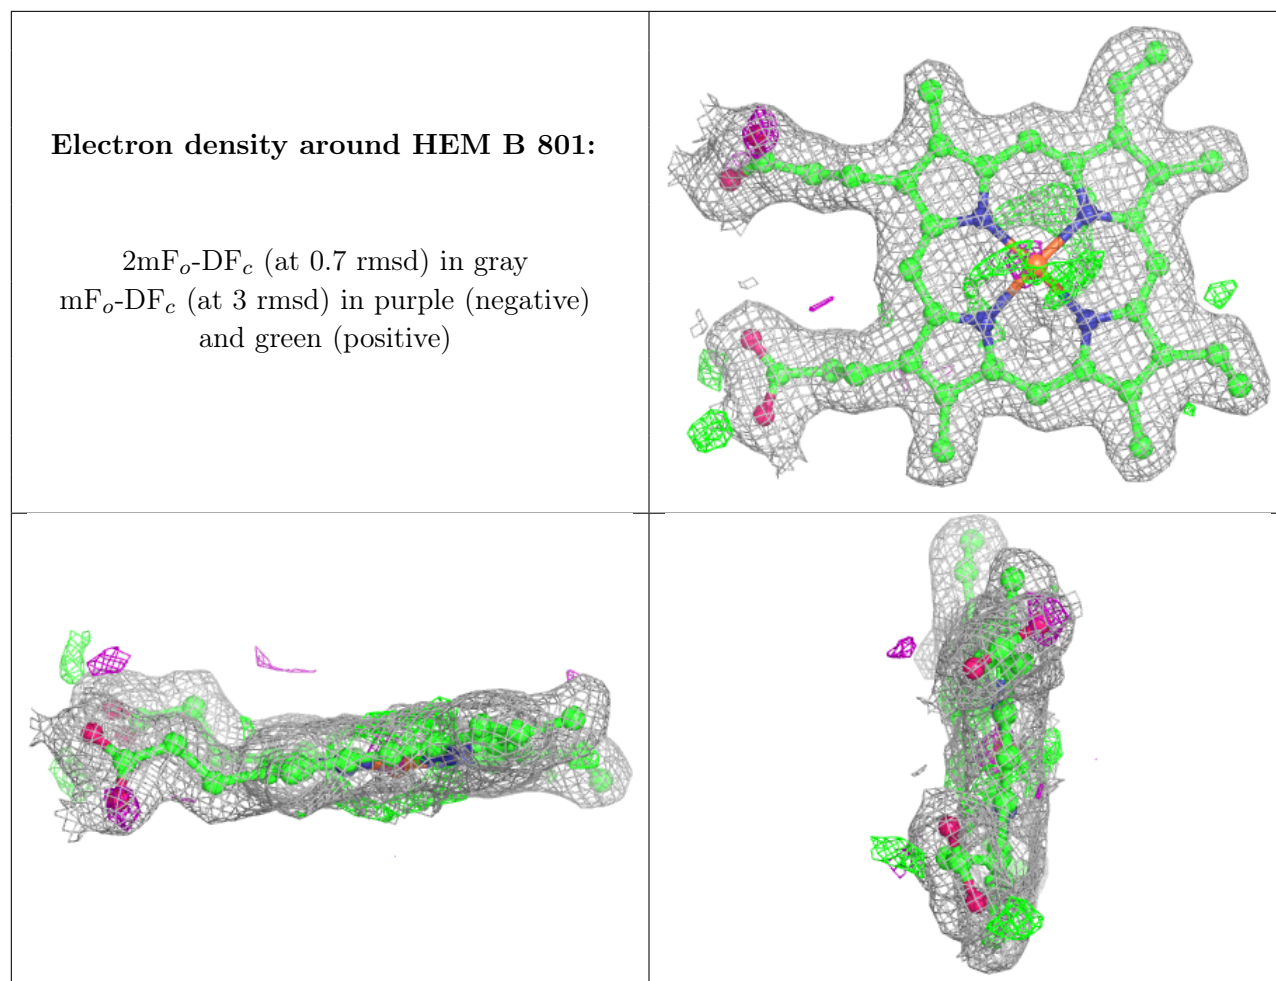 Electron density around HEM B 801:
2mFo-DFc (at 0.7 rmsd) in gray
mFo-DFc (at 3 rmsd) in purple (negative)
and green (positive)